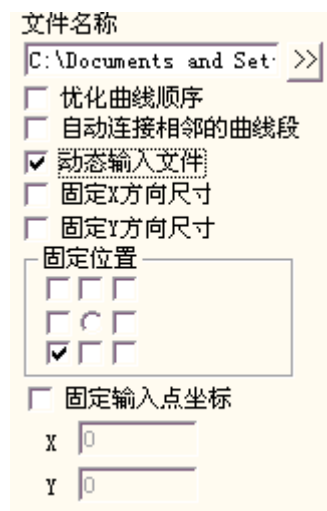 文件名称
C:\Documents and Set >>
优化曲线顺序
自动连接相邻的曲线段
动态输入文件
固定X方向尺寸
固定Y方向尺寸
固定位置
固定输入点坐标
X 0
Y 0